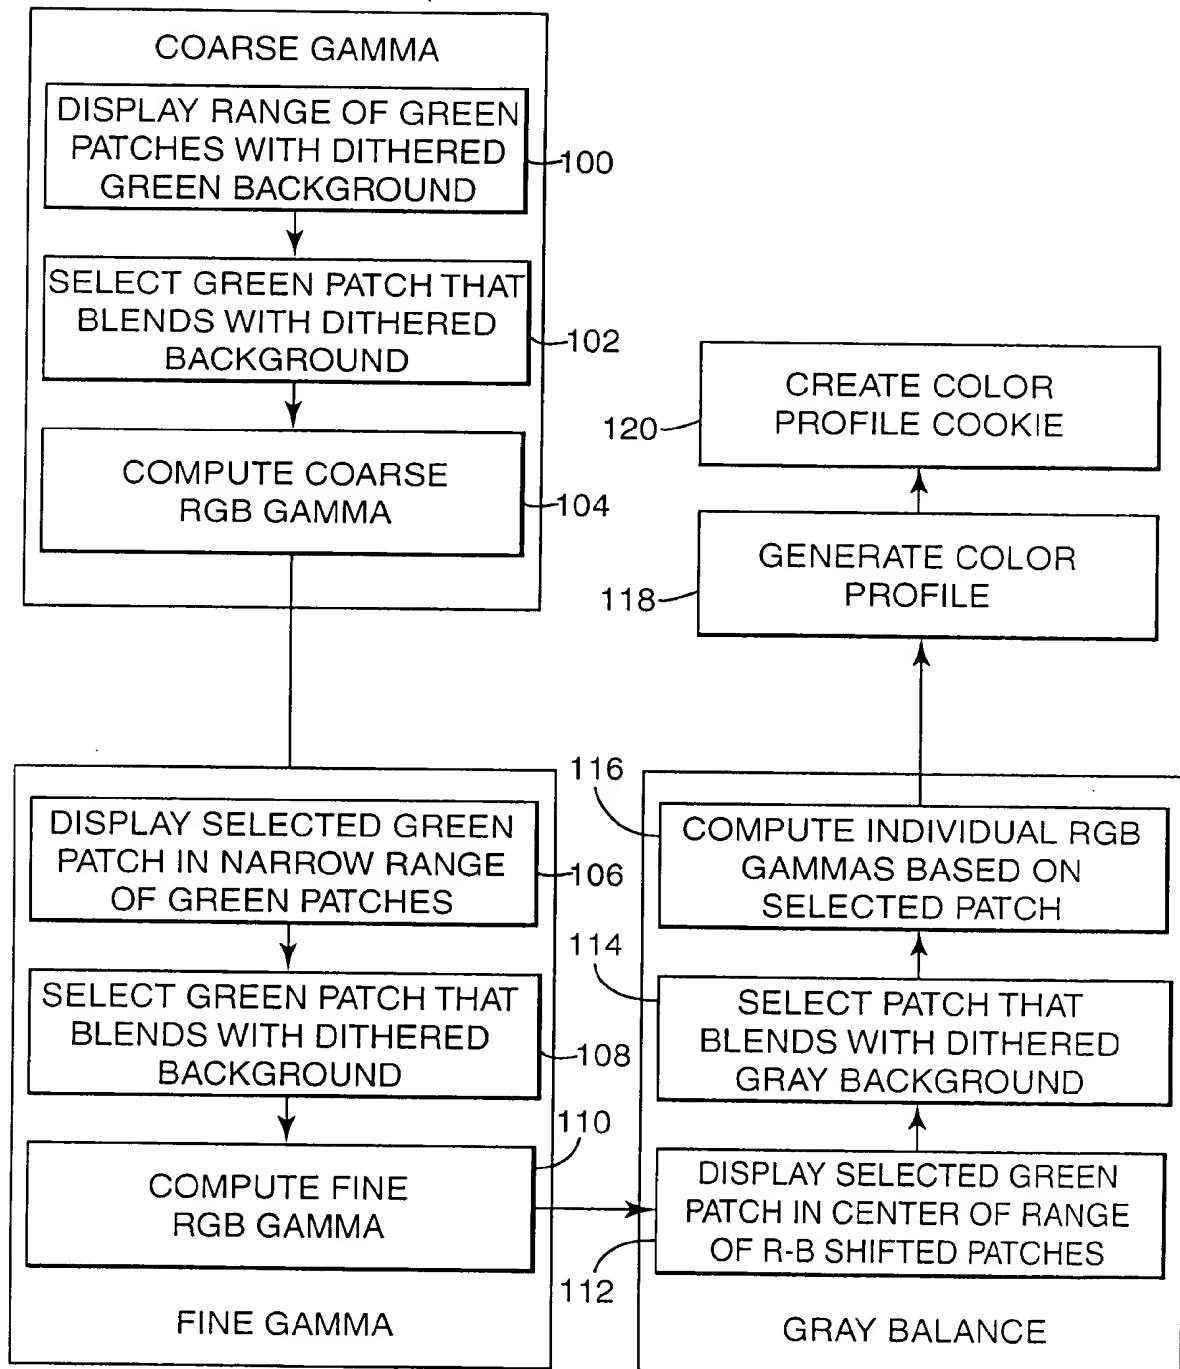 COARSE GAMMA
DISPLAY RANGE OF GREEN
PATCHES WITH DITHERED
GREEN BACKGROUND
100
SELECT GREEN PATCH THAT
BLENDS WITH DITHERED
BACKGROUND
102
COMPUTE COARSE
RGB GAMMA
104
DISPLAY SELECTED GREEN
PATCH IN NARROW RANGE
OF GREEN PATCHES
106
SELECT GREEN PATCH THAT
BLENDS WITH DITHERED
BACKGROUND
108
110
COMPUTE FINE
RGB GAMMA
FINE GAMMA
CREATE COLOR
PROFILE COOKIE
120
GENERATE COLOR
PROFILE
118
116
COMPUTE INDIVIDUAL RGB
GAMMAS BASED ON
SELECTED PATCH
114
SELECT PATCH THAT
BLENDS WITH DITHERED
GRAY BACKGROUND
DISPLAY SELECTED GREEN
PATCH IN CENTER OF RANGE
OF R-B SHIFTED PATCHES
112
GRAY BALANCE